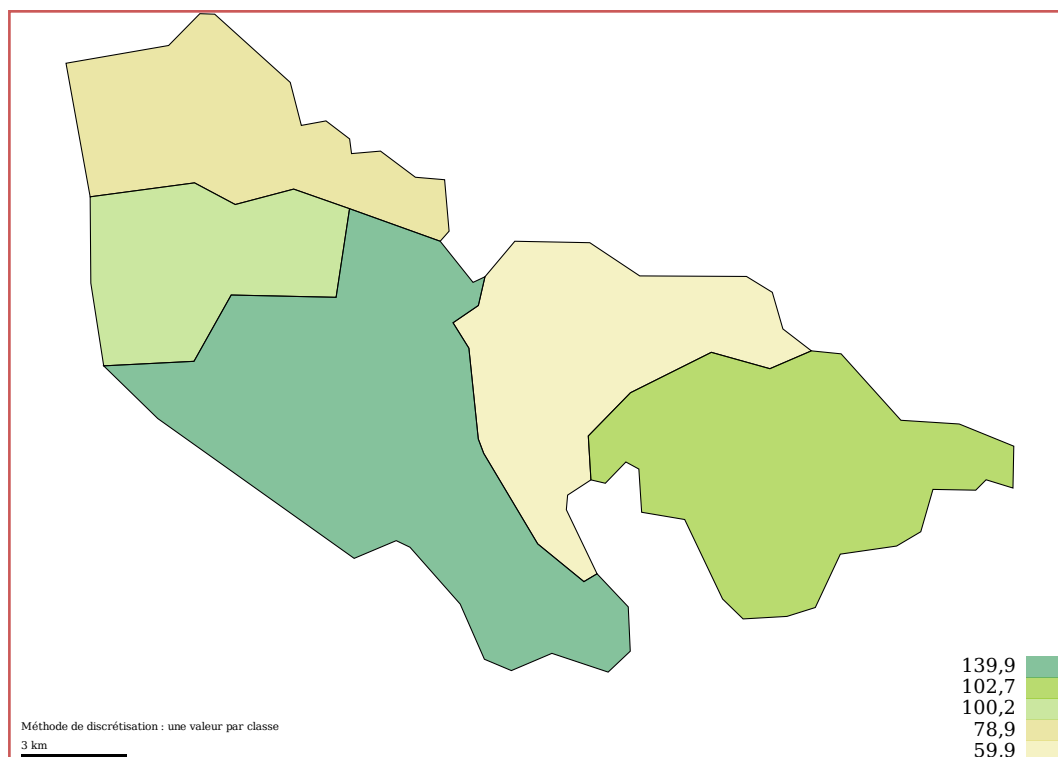 139,9
102,7
100,2
78,9
59,9
Méthode de discrétisation : une valeur par classe
3 km